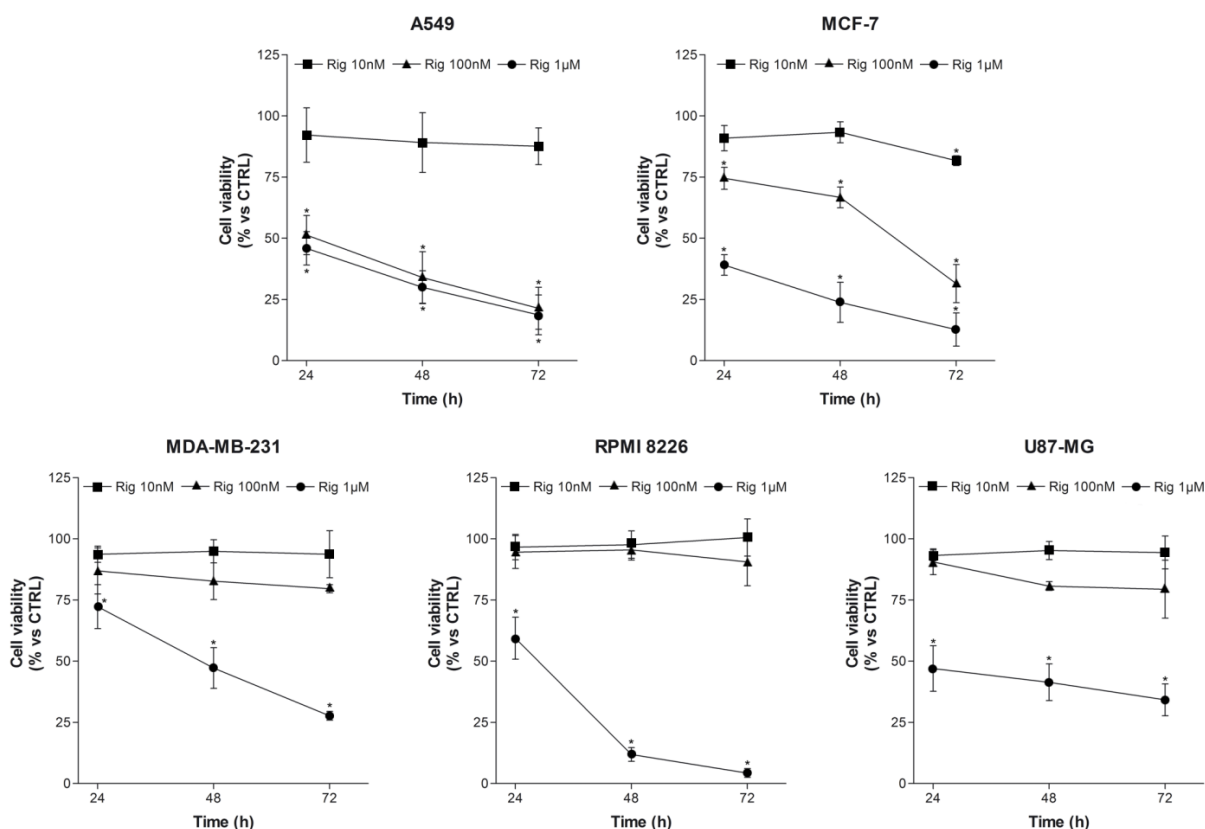 A549
125
100
75
50
25
0
Rig 10nM Rig 100nM Rig 1µM
* * * * * *
Cell viability
(% vs CTRL)
24 48 72
Time (h)
MCF-7
125
100
75
50
25
0
Rig 10nM Rig 100nM Rig 1µM
* * * * * * *
Cell viability
(% vs CTRL)
24 48 72
Time (h)
MDA-MB-231
125
100
75
50
25
0
Rig 10nM Rig 100nM Rig 1µM
* * *
Cell viability
(% vs CTRL)
24 48 72
Time (h)
RPMI 8226
125
100
75
50
25
0
Rig 10nM Rig 100nM Rig 1µM
* * *
Cell viability
(% vs CTRL)
24 48 72
Time (h)
U87-MG
125
100
75
50
25
0
Rig 10nM Rig 100nM Rig 1µM
* * *
Cell viability
(% vs CTRL)
24 48 72
Time (h)